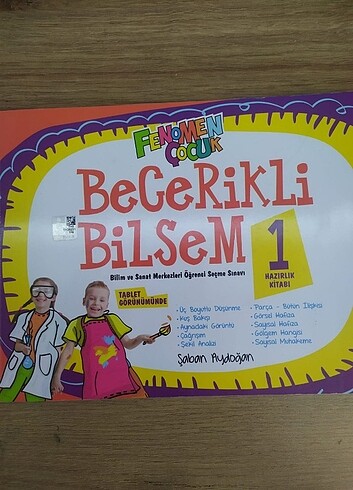 FENOMEN
ÇOCUK
BeCeRiKLi
BiLSeM
Bilim ve Sanat Merkezleri Öğrenci Seçme Sınavı
1
HAZIRLIK
KİTABI
TABLET
GÖRÜNÜMÜNDE
• Üç Boyutlu Düşünme
• Kuş Bakışı
• Aynadaki Görüntü
• Çağrışım
• Şekil Analizi
• Parça - Bütün İlişkisi
• Görsel Hafıza
• Sayısal Hafıza
• Gölgem Hangisi
• Sayısal Muhakeme
Şaban Aydoğan